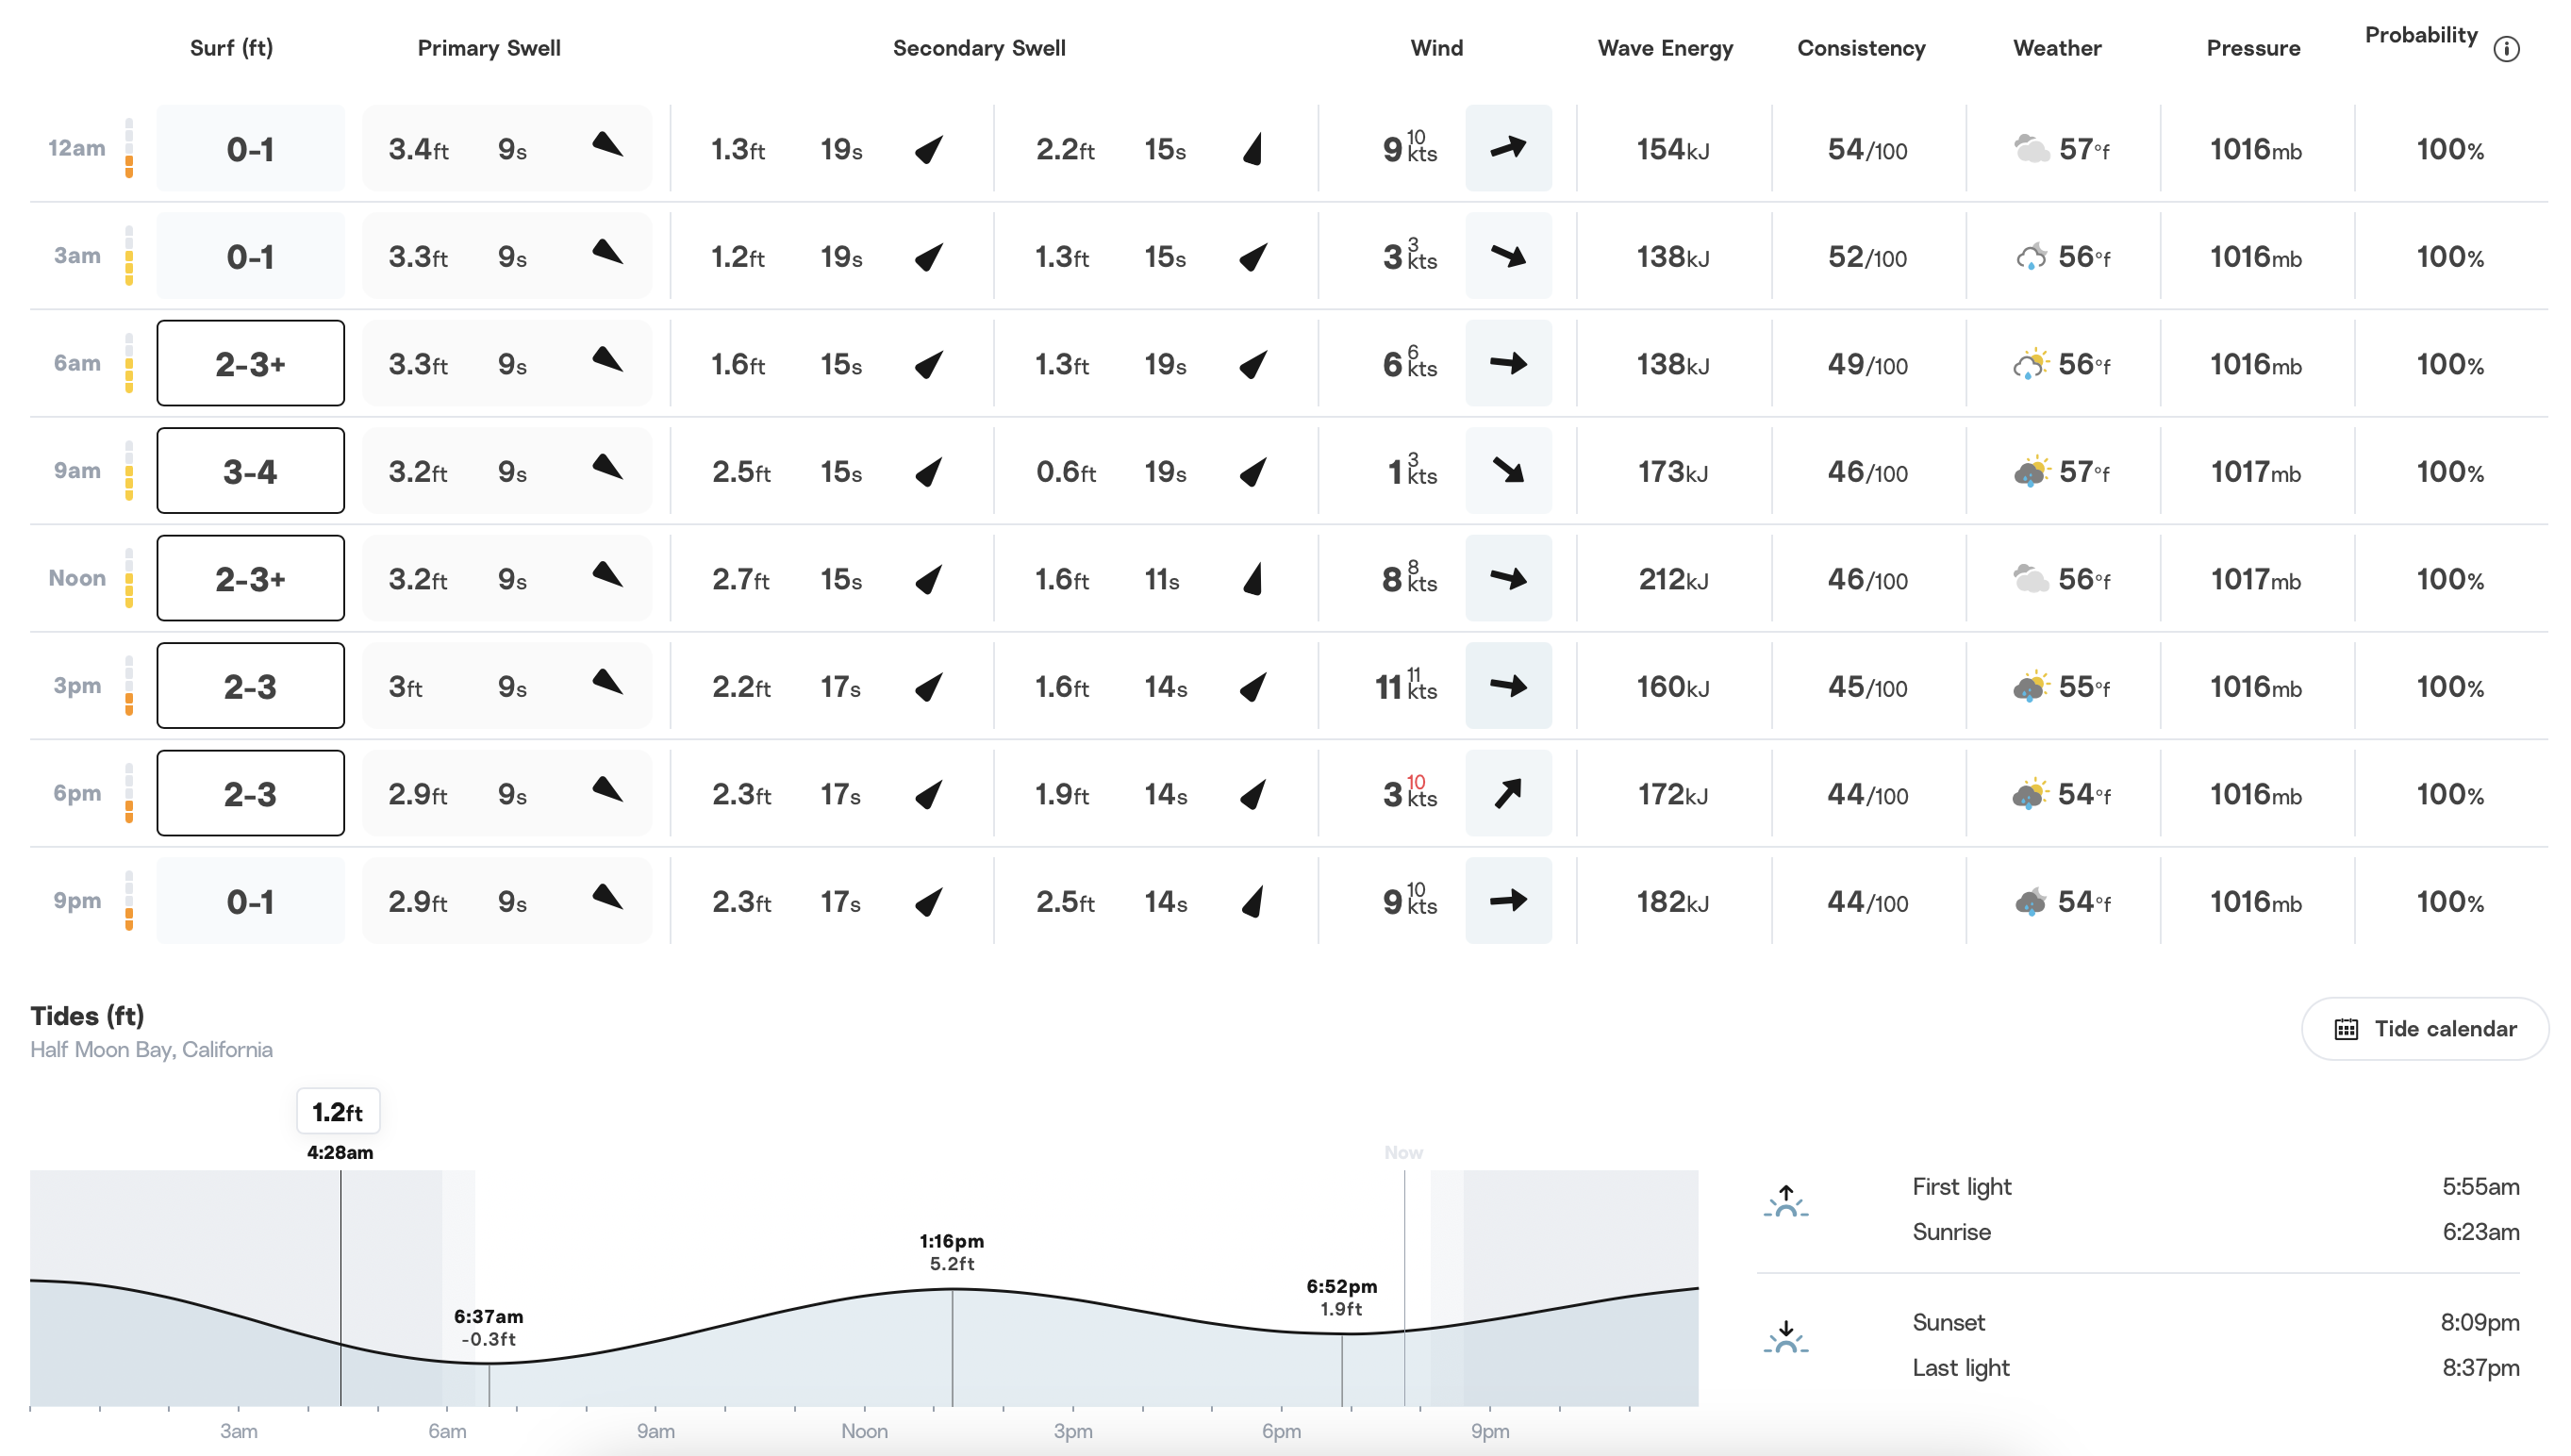 Surf (ft) Primary Swell Secondary Swell Wind Wave Energy Consistency Weather Pressure Probability
12am 0-1 3.4ft 9s 1.3ft 19s 2.2ft 15s 9 10 kts 154kJ 54/100 57°f 1016mb 100%
3am 0-1 3.3ft 9s 1.2ft 19s 1.3ft 15s 3 3 kts 138kJ 52/100 56°f 1016mb 100%
6am 2-3+ 3.3ft 9s 1.6ft 15s 1.3ft 19s 6 6 kts 138kJ 49/100 56°f 1016mb 100%
9am 3-4 3.2ft 9s 2.5ft 15s 0.6ft 19s 1 3 kts 173kJ 46/100 57°f 1017mb 100%
Noon 2-3+ 3.2ft 9s 2.7ft 15s 1.6ft 11s 8 8 kts 212kJ 46/100 56°f 1017mb 100%
3pm 2-3 3ft 9s 2.2ft 17s 1.6ft 14s 11 11 kts 160kJ 45/100 55°f 1016mb 100%
6pm 2-3 2.9ft 9s 2.3ft 17s 1.9ft 14s 3 10 kts 172kJ 44/100 54°f 1016mb 100%
9pm 0-1 2.9ft 9s 2.3ft 17s 2.5ft 14s 9 10 kts 182kJ 44/100 54°f 1016mb 100%
Tides (ft)
Half Moon Bay, California
Tide calendar
1.2ft
4:28am
Now
1:16pm
5.2ft
6:52pm
1.9ft
6:37am
-0.3ft
3am 6am 9am Noon 3pm 6pm 9pm
First light 5:55am
Sunrise 6:23am
Sunset 8:09pm
Last light 8:37pm